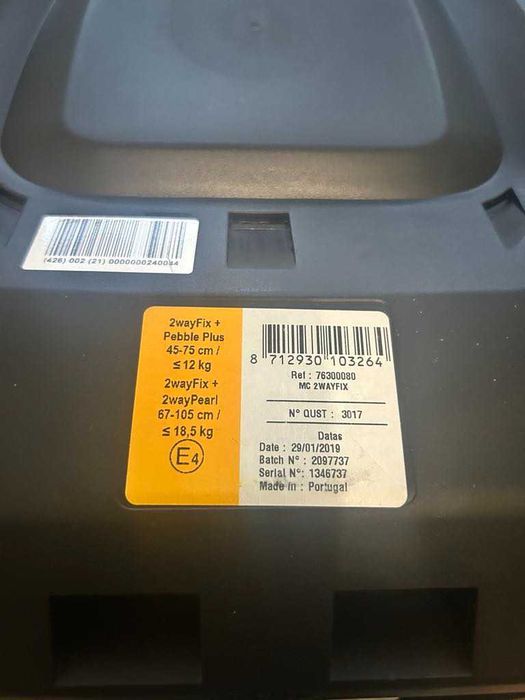 (426) 002 (21) 0000000240044
2wayFix +
Pebble Plus
45-75 cm /
≤ 12 kg
2wayFix +
2wayPearl
67-105 cm /
≤ 18,5 kg
E4
8 712930 103264
Ref : 76300080
MC 2WAYFIX
N° QUST : 3017
Datas
Date : 29/01/2019
Batch N° : 2097737
Serial N° : 1346737
Made in : Portugal